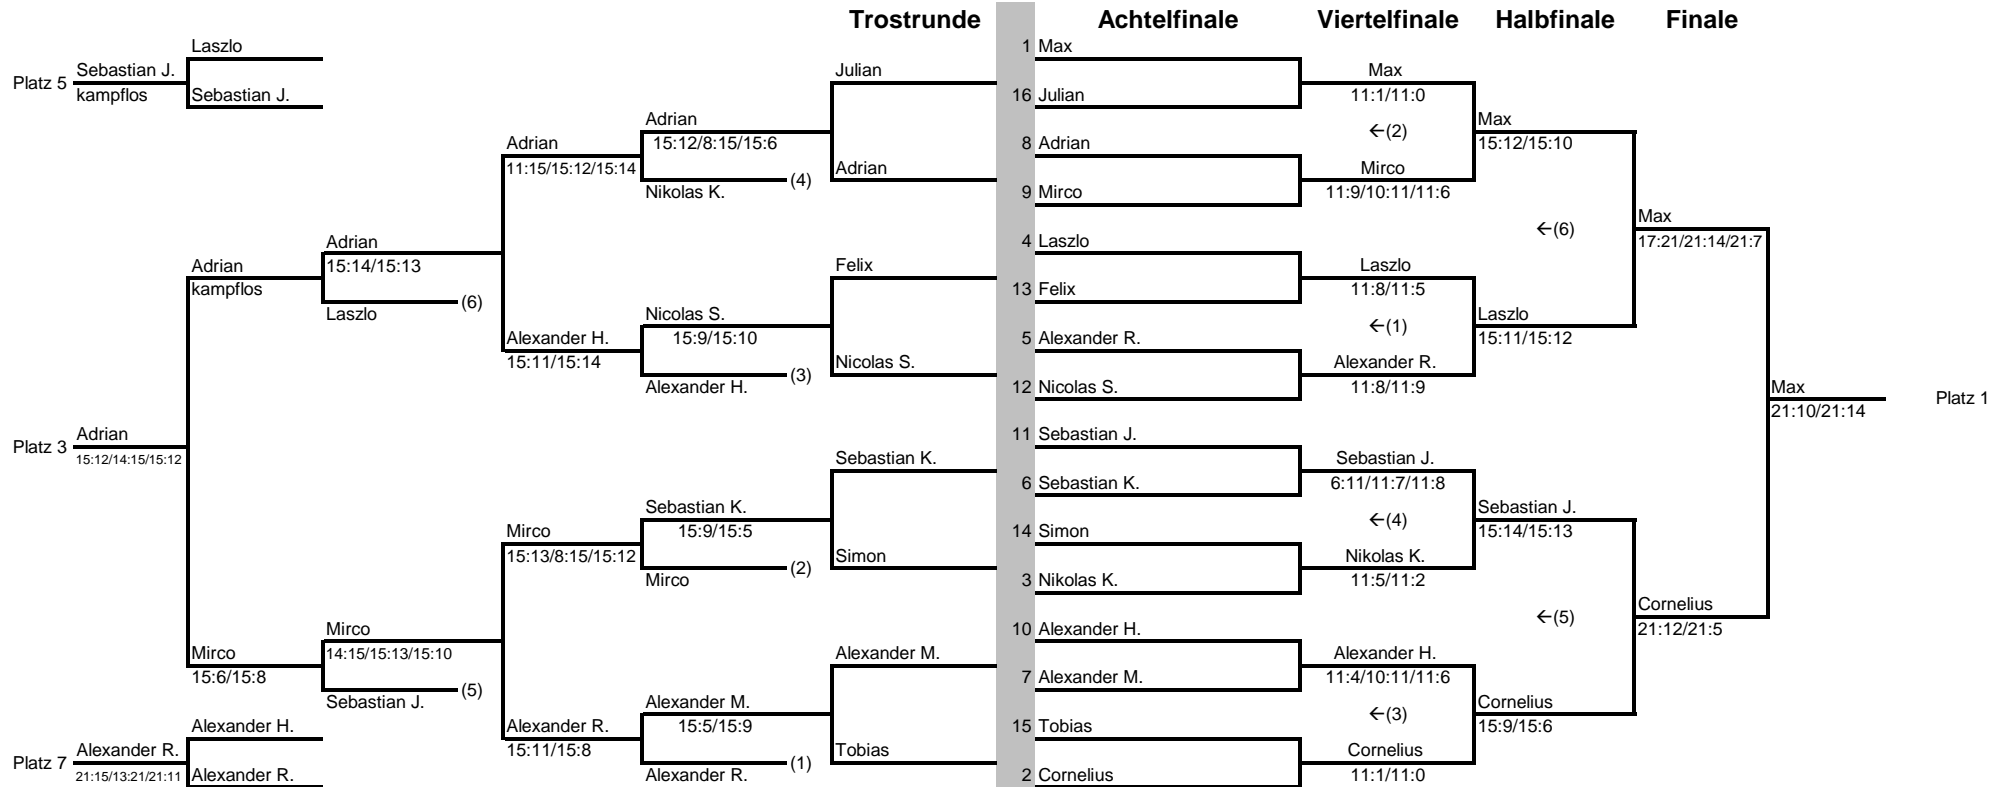 Trostrunde Achtelfinale Viertelfinale Halbfinale Finale
Laszlo 1 Max
Platz 5 Sebastian J. Julian Max
kampflos Sebastian J. 16 Julian 11:1/11:0
Adrian Max
Adrian 15:12/8:15/15:6 8 Adrian ←(2) 15:12/15:10
11:15/15:12/15:14 (4) Adrian Mirco
Nikolas K. 9 Mirco 11:9/10:11/11:6
Max
Adrian 4 Laszlo ←(6) 17:21/21:14/21:7
Adrian 15:14/15:13 Felix Laszlo
kampflos (6) 13 Felix 11:8/11:5
Laszlo Nicolas S. Laszlo
Alexander H. 15:9/15:10 5 Alexander R. ←(1) 15:11/15:12
15:11/15:14 (3) Nicolas S. Alexander R.
Alexander H. 12 Nicolas S. 11:8/11:9 Max
21:10/21:14 Platz 1
Platz 3 Adrian 11 Sebastian J.
15:12/14:15/15:12 Sebastian K. Sebastian J.
6 Sebastian K. 6:11/11:7/11:8
Sebastian K. Sebastian J.
Mirco 15:9/15:5 14 Simon ←(4) 15:14/15:13
15:13/8:15/15:12 (2) Simon Nikolas K.
Mirco 3 Nikolas K. 11:5/11:2
Cornelius
Mirco 10 Alexander H. ←(5) 21:12/21:5
Mirco 14:15/15:13/15:10 Alexander M. Alexander H.
15:6/15:8 (5) 7 Alexander M. 11:4/10:11/11:6
Sebastian J. Alexander M. Cornelius
Alexander H. Alexander R. 15:5/15:9 15 Tobias ←(3) 15:9/15:6
Platz 7 Alexander R. 15:11/15:8 (1) Tobias Cornelius
21:15/13:21/21:11 Alexander R. Alexander R. 2 Cornelius 11:1/11:0